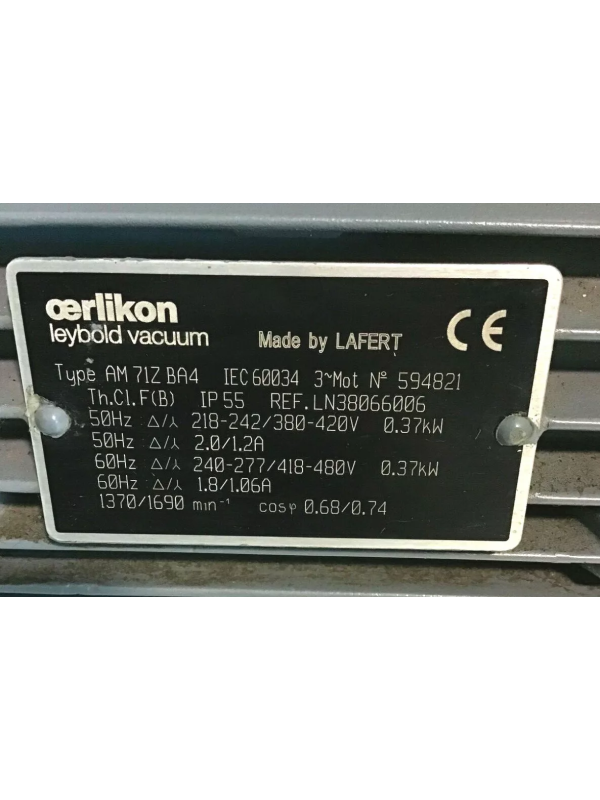 œrlikon
leybold vacuum
Made by LAFERT
CE
Type AM 71Z BA4 IEC 60034 3~Mot Nº 594821
Th.Cl.F(B) IP 55 REF.LN38066006
50Hz Δ/⅄ 218-242/380-420V 0.37kW
50Hz Δ/⅄ 2.0/1.2A
60Hz Δ/⅄ 240-277/418-480V 0.37kW
60Hz Δ/⅄ 1.8/1.06A
1370/1690 min⁻¹ cosφ 0.68/0.74